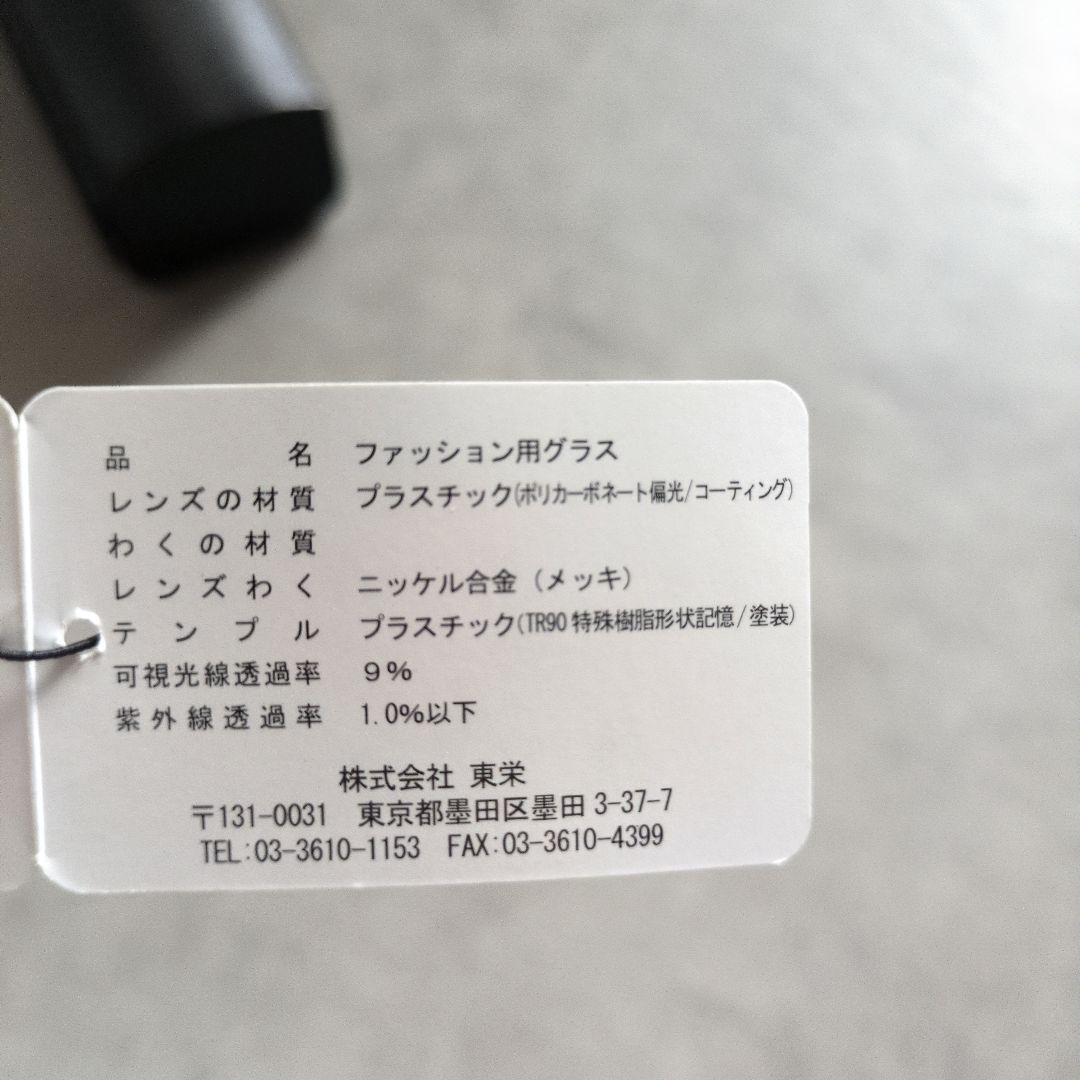 品名 ファッション用グラス
レンズの材質 プラスチック(ポリカーボネート偏光/コーティング)
わくの材質
レンズわく ニッケル合金(メッキ)
テンプル プラスチック(TR90特殊樹脂形状記憶/塗装)
可視光線透過率 9%
紫外線透過率 1.0%以下
株式会社 東栄
〒131-0031 東京都墨田区墨田 3-37-7
TEL:03-3610-1153 FAX:03-3610-4399